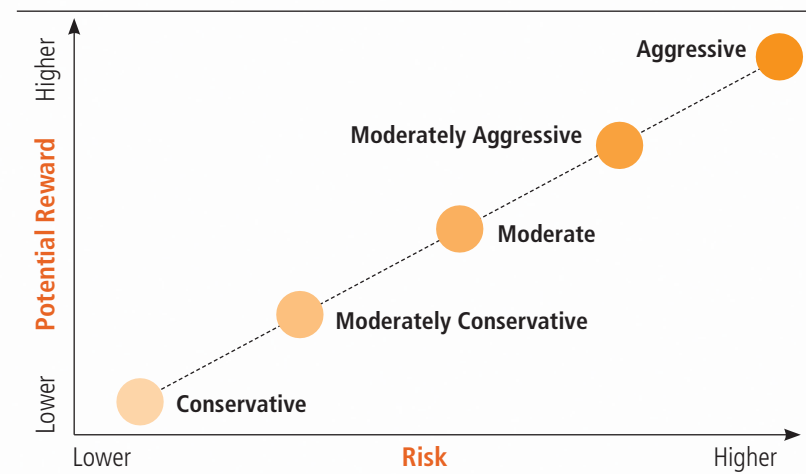 Higher
Potential Reward
Lower
Aggressive
Moderately Aggressive
Moderate
Moderately Conservative
Conservative
Lower
Risk
Higher